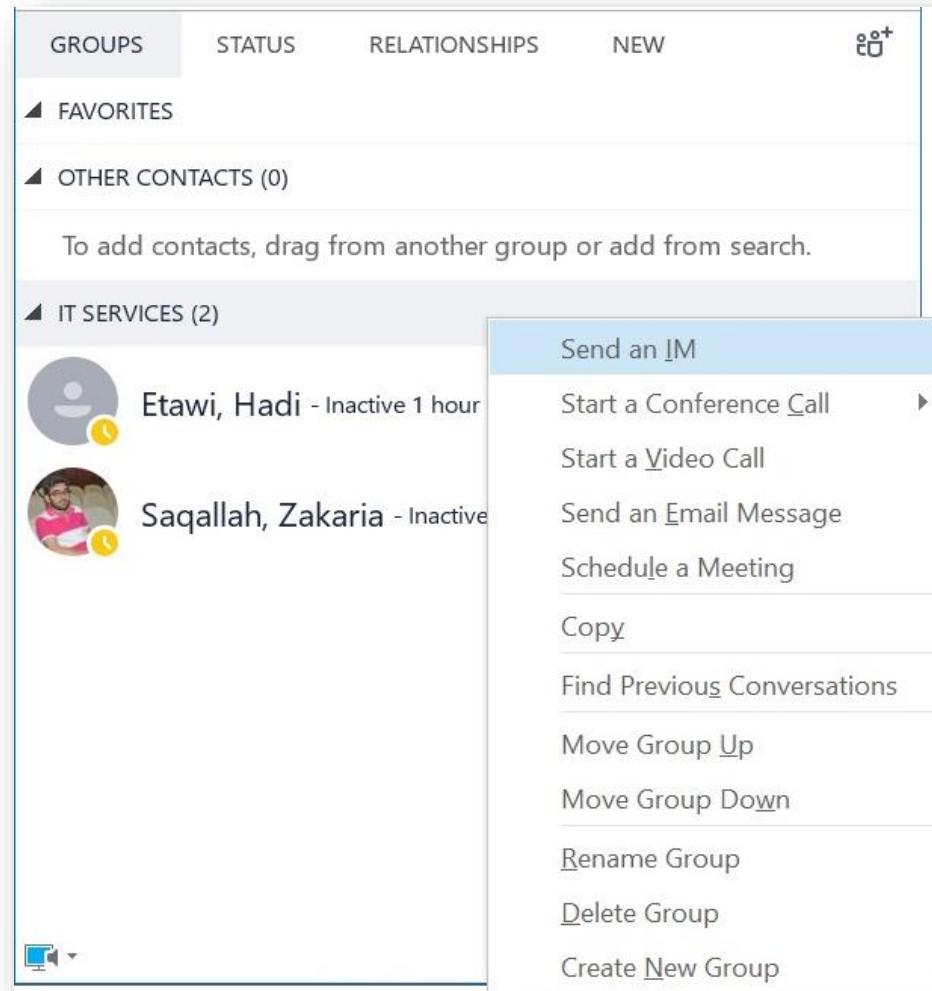 GROUPS STATUS RELATIONSHIPS NEW
FAVORITES
OTHER CONTACTS (0)
To add contacts, drag from another group or add from search.
IT SERVICES (2)
Etawi, Hadi - Inactive 1 hour
Saqallah, Zakaria - Inactive
Send an IM
Start a Conference Call
Start a Video Call
Send an Email Message
Schedule a Meeting
Copy
Find Previous Conversations
Move Group Up
Move Group Down
Rename Group
Delete Group
Create New Group